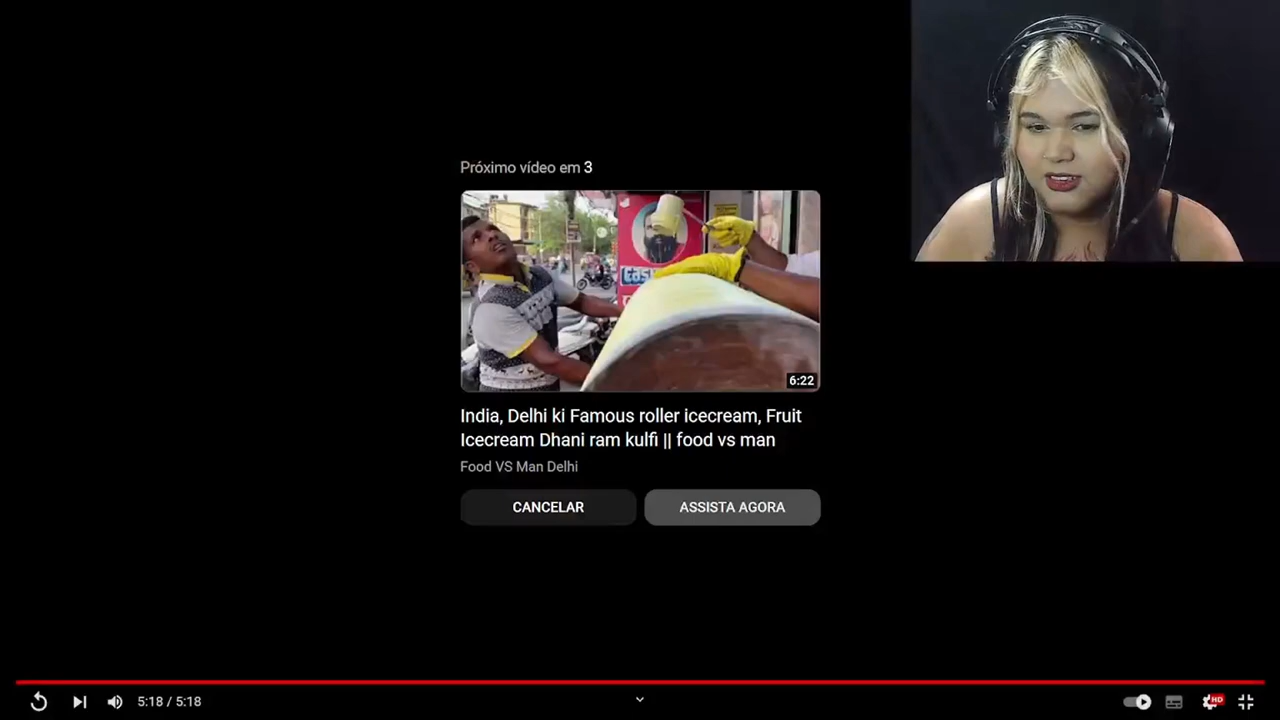 Próximo vídeo em 3
6:22
India, Delhi ki Famous roller icecream, Fruit
Icecream Dhani ram kulfi || food vs man
Food VS Man Delhi
CANCELAR
ASSISTA AGORA
5:18 / 5:18
HD